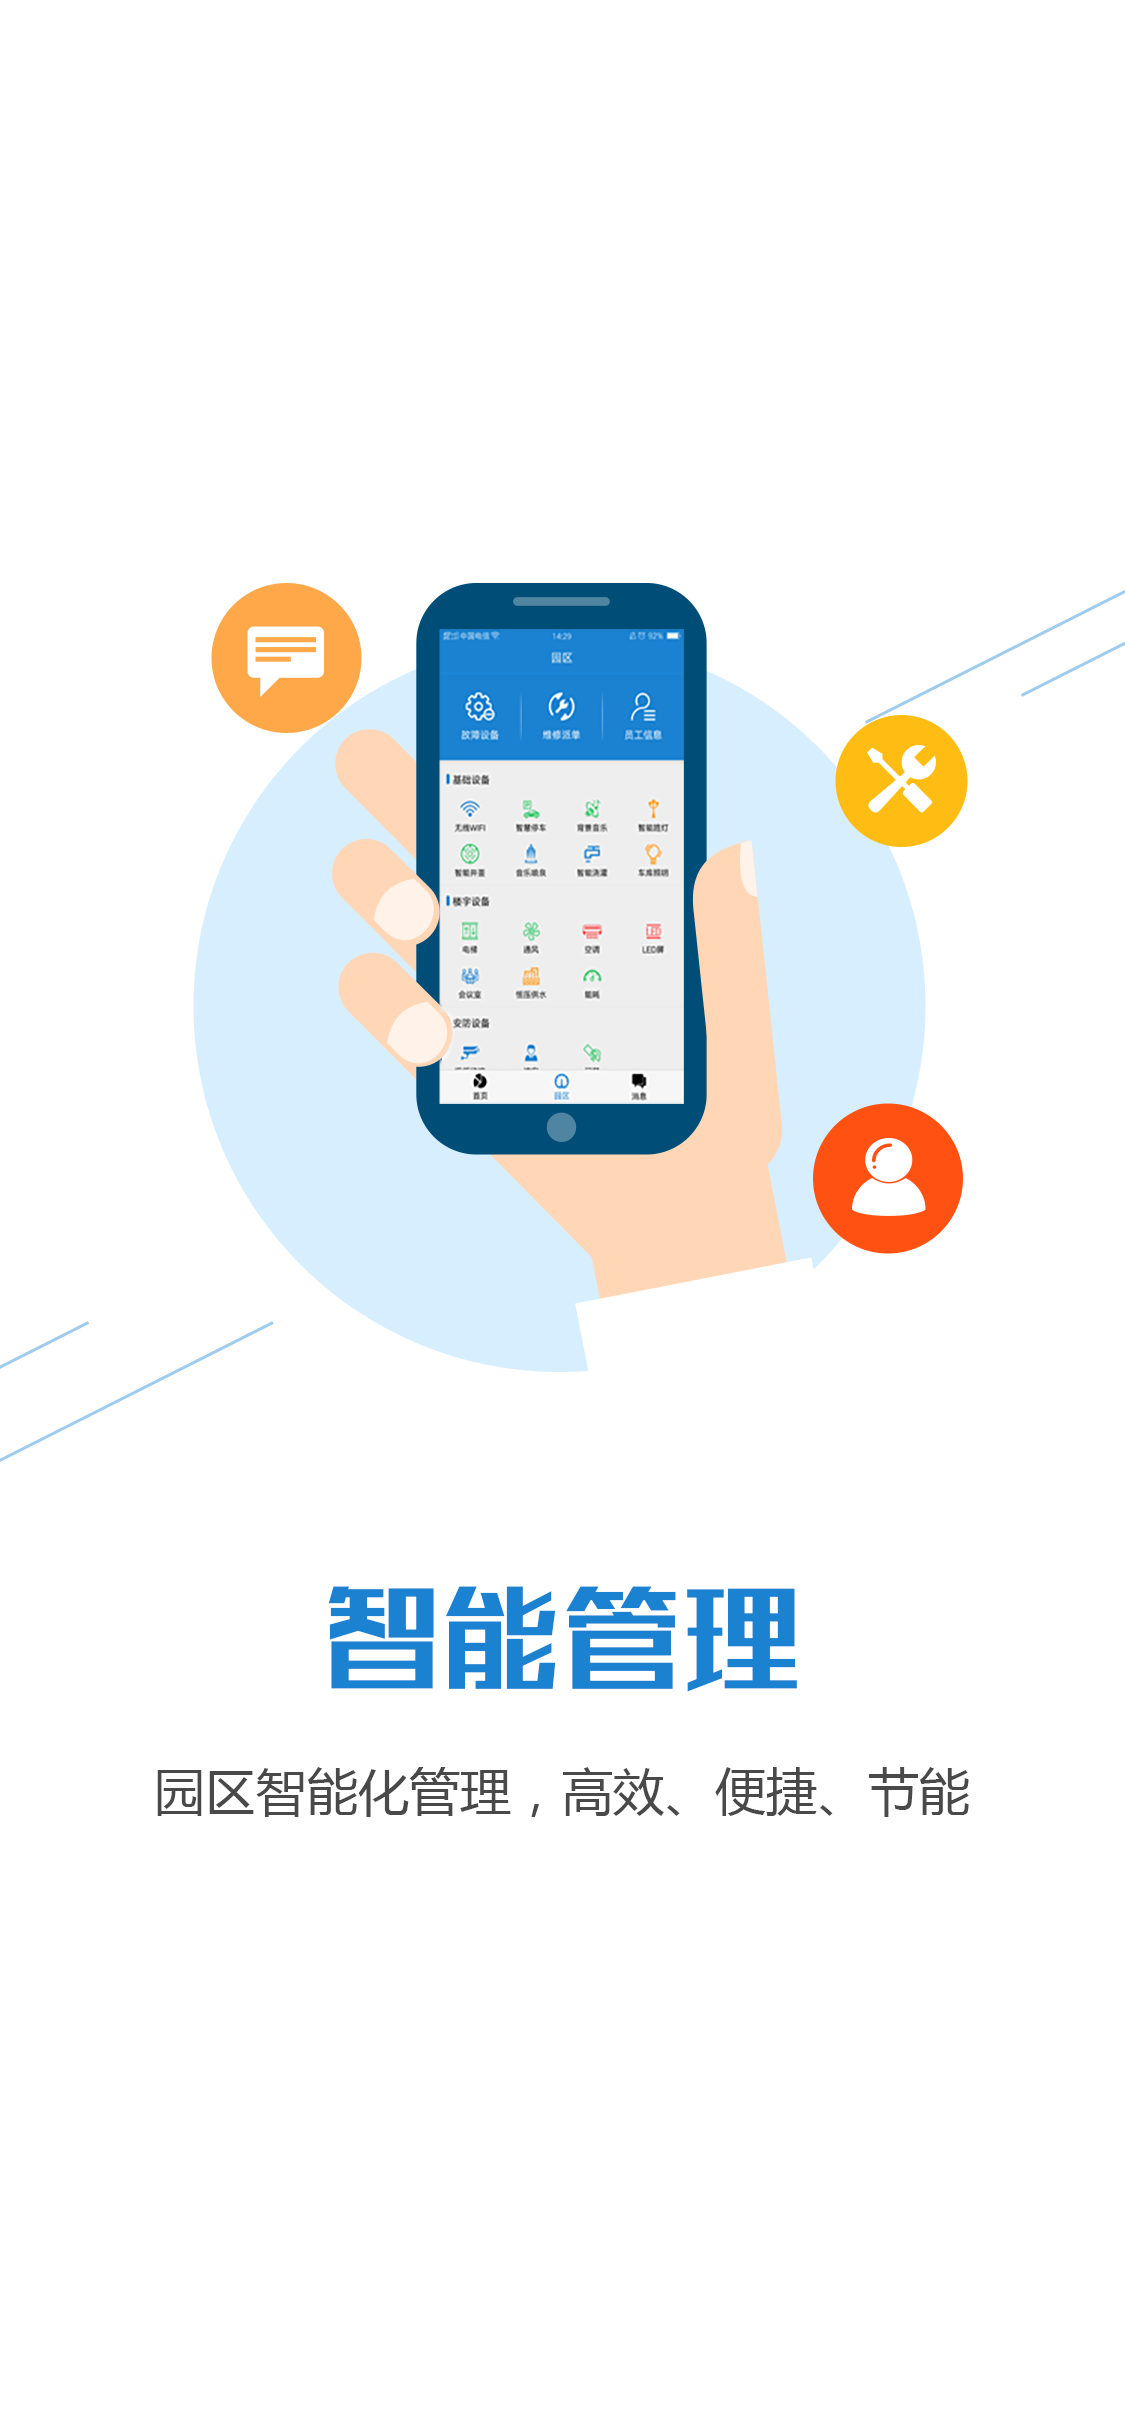 中国电信 14:29 92%
园区
故障设备 维修派单 员工信息
基础设备
无线WIFI 智慧停车 背景音乐 智能路灯
智能井盖 音乐喷泉 智能浇灌 车库照明
楼宇设备
电梯 通风 空调 LED屏
会议室 恒压供水 能耗
安防设备
首页 园区 消息
智能管理
园区智能化管理，高效、便捷、节能